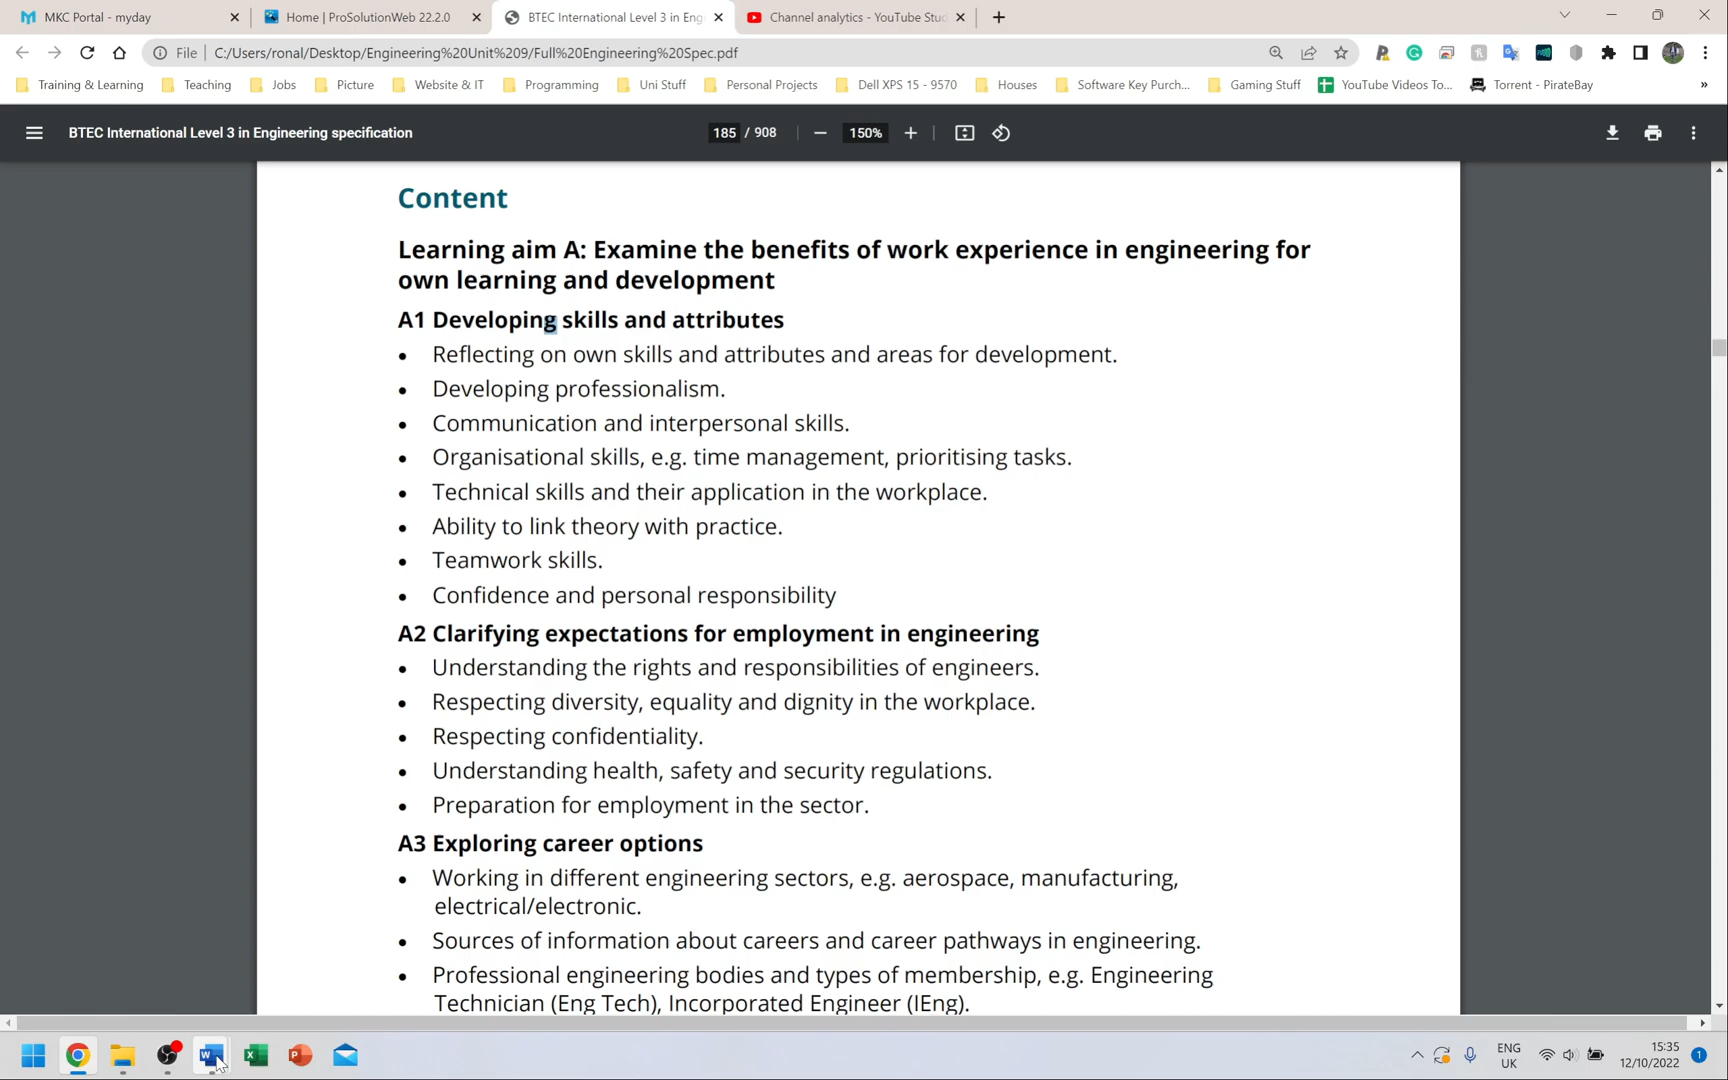 MKC Portal - myday
Home | ProSolutionWeb 22.2.0
BTEC International Level 3 in Eng
Channel analytics - YouTube Stud
File C:/Users/ronal/Desktop/Engineering%20Unit%209/Full%20Engineering%20Spec.pdf
Training & Learning Teaching Jobs Picture Website & IT Programming Uni Stuff Personal Projects Dell XPS 15 - 9570 Houses Software Key Purch... Gaming Stuff YouTube Videos To... Torrent - PirateBay »
BTEC International Level 3 in Engineering specification 185 / 908 150%
Content
Learning aim A: Examine the benefits of work experience in engineering for
own learning and development
A1 Developing skills and attributes
• Reflecting on own skills and attributes and areas for development.
• Developing professionalism.
• Communication and interpersonal skills.
• Organisational skills, e.g. time management, prioritising tasks.
• Technical skills and their application in the workplace.
• Ability to link theory with practice.
• Teamwork skills.
• Confidence and personal responsibility
A2 Clarifying expectations for employment in engineering
• Understanding the rights and responsibilities of engineers.
• Respecting diversity, equality and dignity in the workplace.
• Respecting confidentiality.
• Understanding health, safety and security regulations.
• Preparation for employment in the sector.
A3 Exploring career options
• Working in different engineering sectors, e.g. aerospace, manufacturing,
electrical/electronic.
• Sources of information about careers and career pathways in engineering.
• Professional engineering bodies and types of membership, e.g. Engineering
Technician (Eng Tech), Incorporated Engineer (IEng).
ENG
UK
15:35
12/10/2022
1